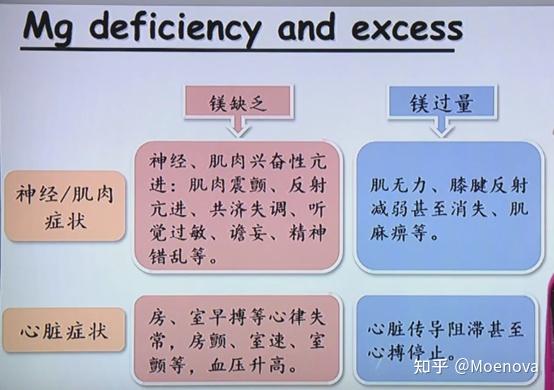 Mg deficiency and excess
镁缺乏
镁过量
神经/肌肉
症状
神经、肌肉兴奋性亢
进：肌肉震颤、反射
亢进、共济失调、听
觉过敏、谵妄、精神
错乱等。
肌无力、膝腱反射
减弱甚至消失、肌
麻痹等。
心脏症状
房、室早搏等心律失
常，房颤、室速、室
颤等，血压升高。
心脏传导阻滞甚至
心搏停止。
知乎 @Moenova